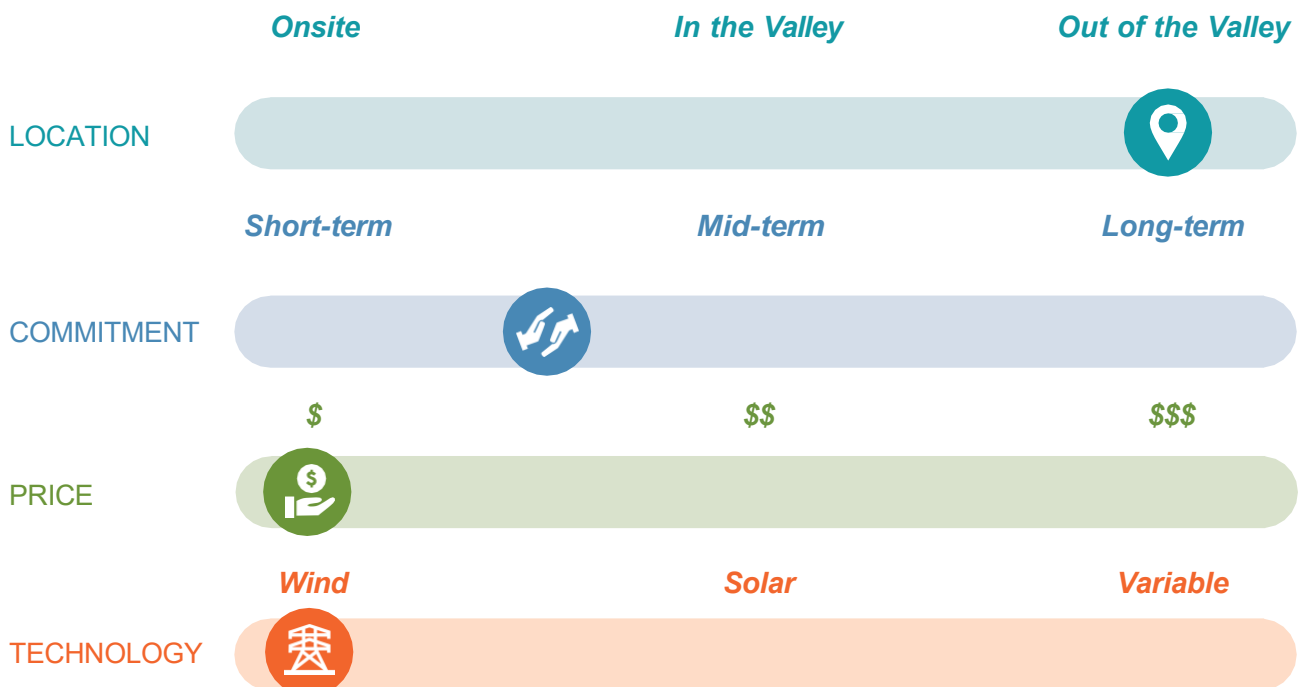 Onsite In the Valley Out of the Valley
LOCATION
Short-term Mid-term Long-term
COMMITMENT
$ $$ $$$
$
PRICE
Wind Solar Variable
TECHNOLOGY